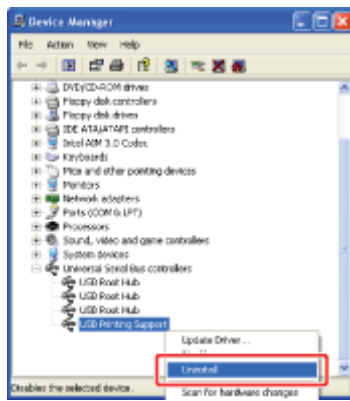 Device Manager
File Action View Help
DVD/CD-ROM drives
Floppy disk controllers
Floppy disk drives
IDE ATA/ATAPI controllers
Intel AIM 3.0 Codec
Keyboards
Mice and other pointing devices
Monitors
Network adapters
Ports (COM & LPT)
Processors
Sound, video and game controllers
System devices
Universal Serial Bus controllers
USB Root Hub
USB Root Hub
USB Root Hub
USB Printing Support
Update Driver...
Uninstall
Scan for hardware changes
Disables the selected device.